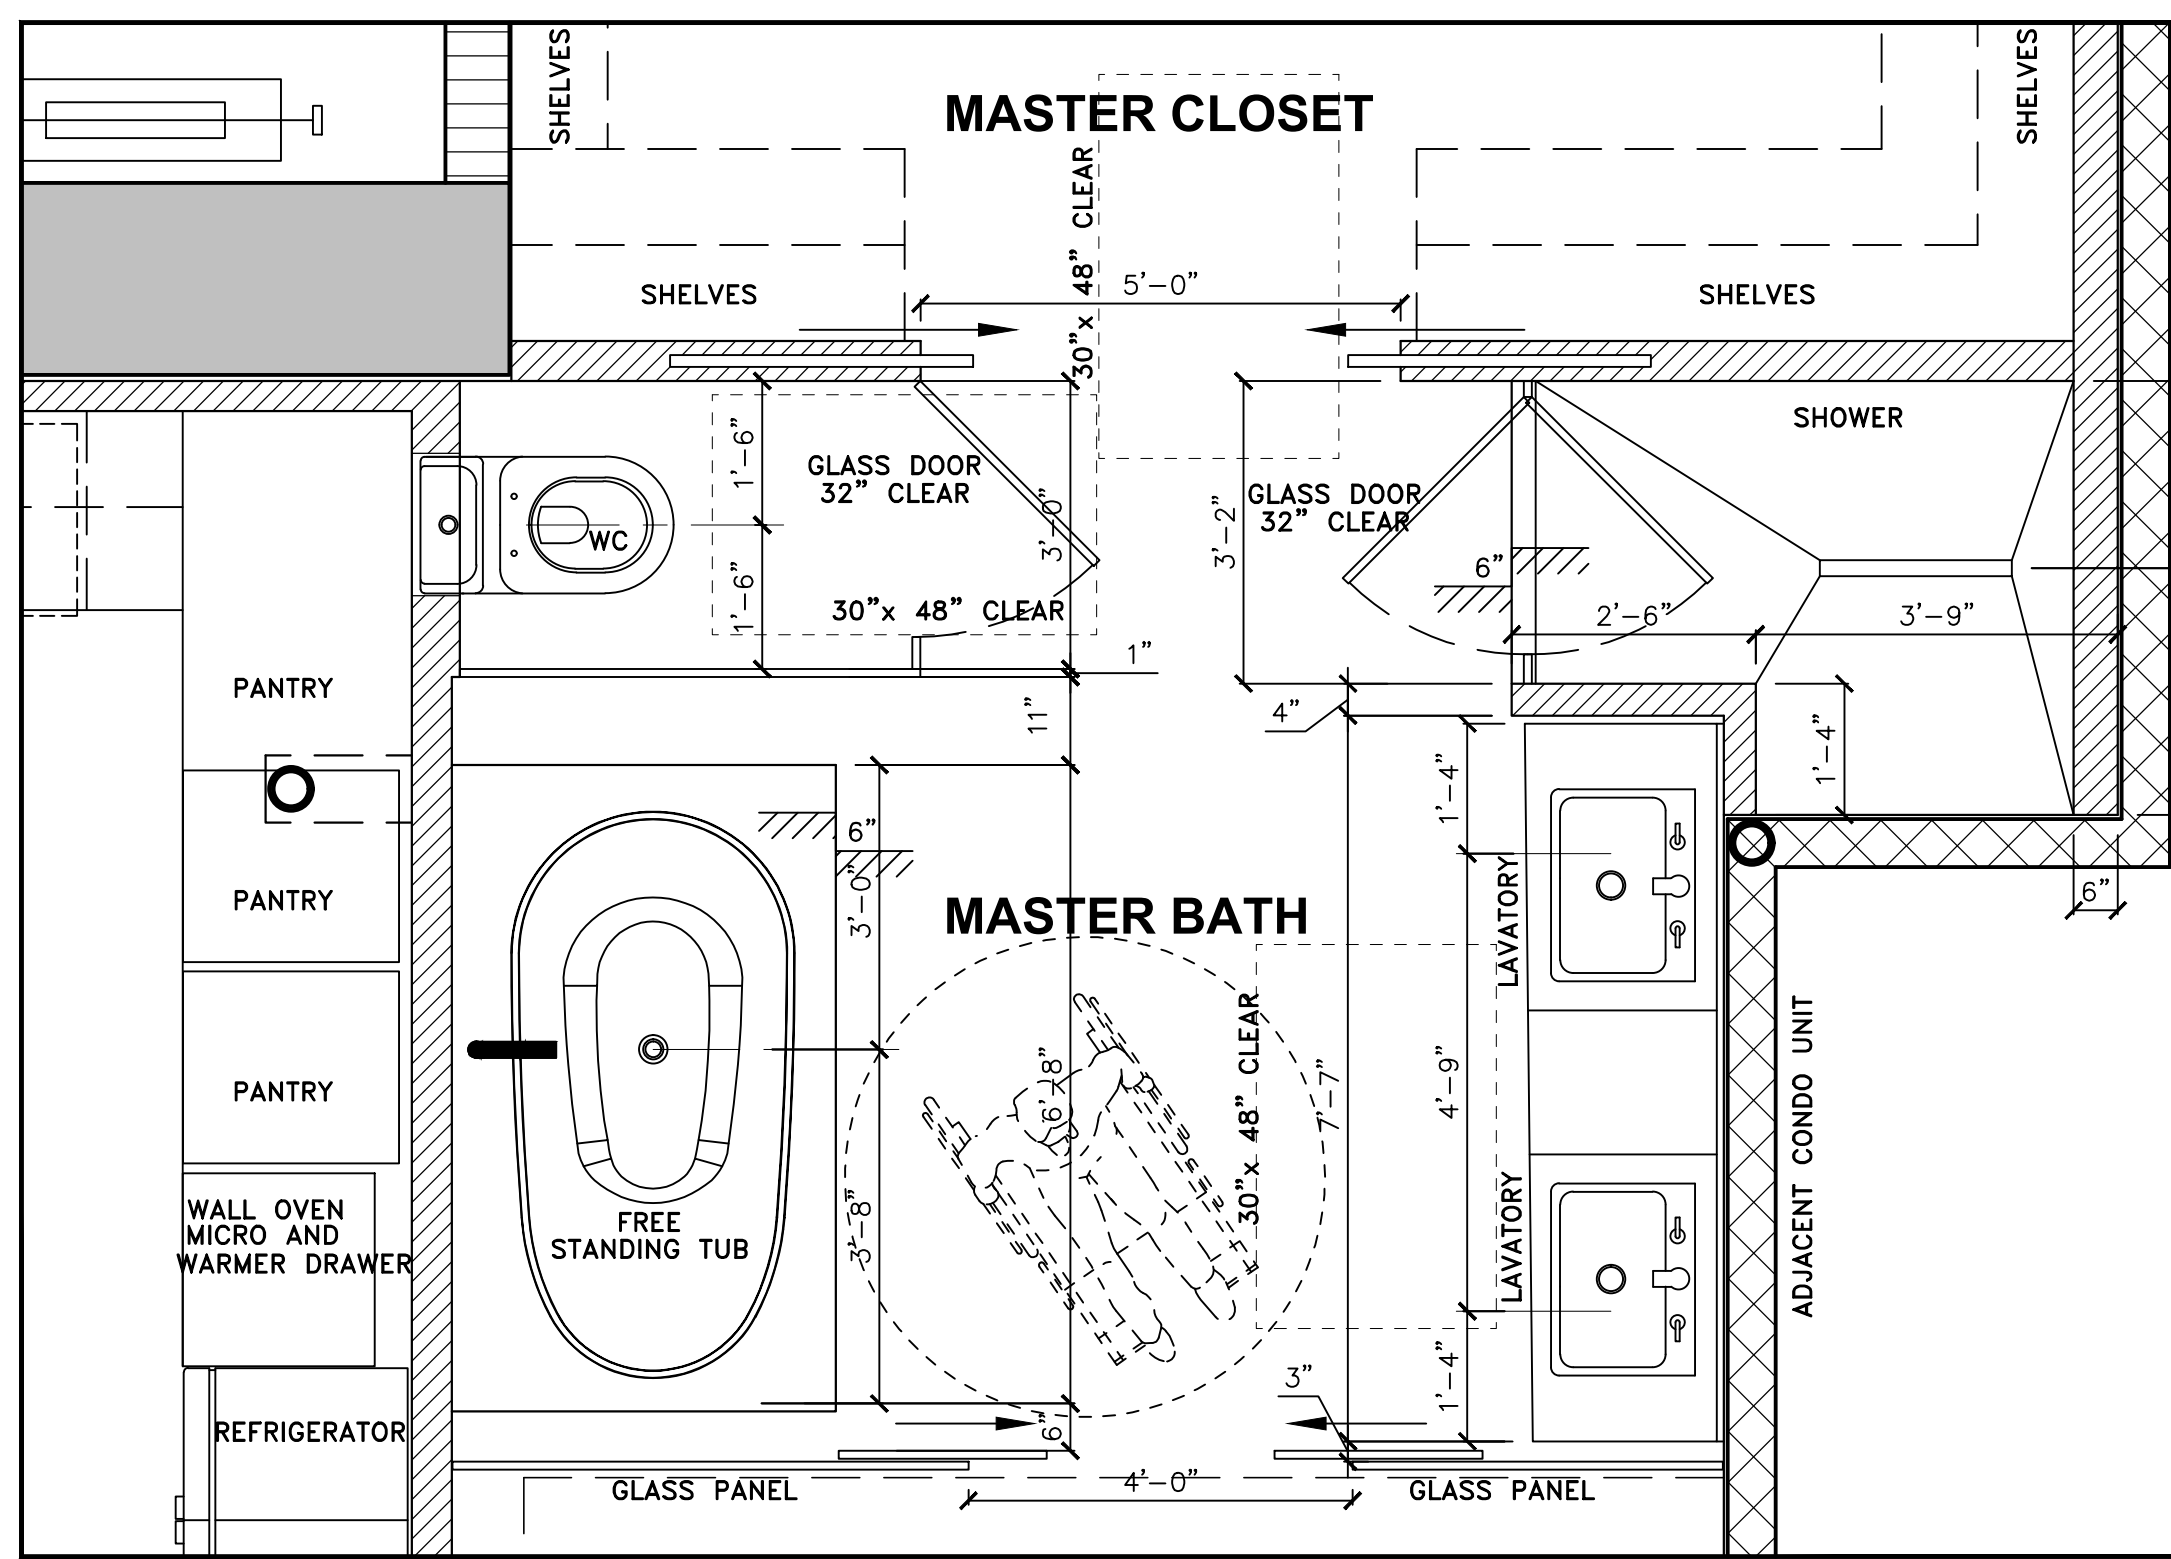 SHELVES
SHELVES
MASTER CLOSET
30”x 48” CLEAR
5’–0”
SHELVES
SHELVES
SHOWER
1’–6”
GLASS DOOR
32” CLEAR
3’–0”
3’–2”
GLASS DOOR
32” CLEAR
WC
6”
1’–6”
30”x 48” CLEAR
2’–6”
3’–9”
1”
PANTRY
11”
4”
1’–4”
1’–4”
6”
PANTRY
3’–0”
MASTER BATH
LAVATORY
6”
PANTRY
6’–8”
30”x 48” CLEAR
7’–7”
4’–9”
ADJACENT CONDO UNIT
WALL OVEN
MICRO AND
WARMER DRAWER
FREE
STANDING TUB
3’–8”
LAVATORY
3”
1’–4”
REFRIGERATOR
6”
GLASS PANEL
4’–0”
GLASS PANEL